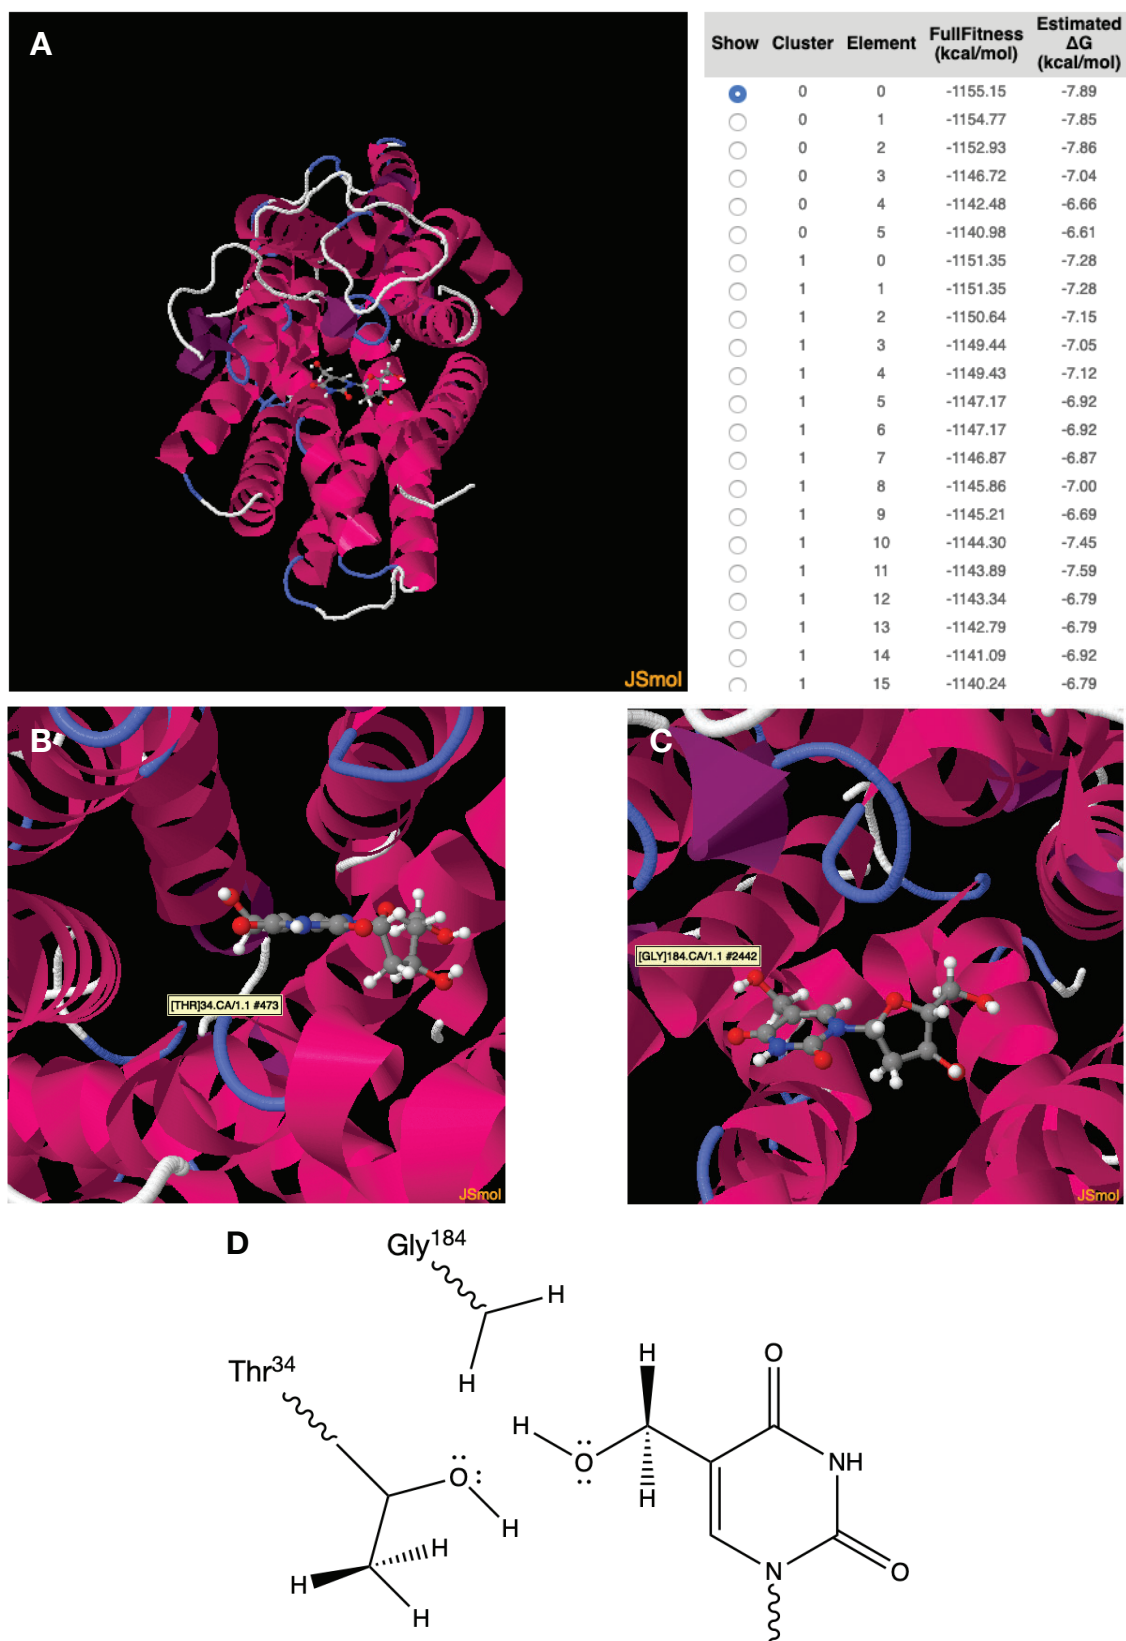 A
JSmol
Show Cluster Element FullFitness (kcal/mol) Estimated ΔG (kcal/mol)
0 0 -1155.15 -7.89
0 1 -1154.77 -7.85
0 2 -1152.93 -7.86
0 3 -1146.72 -7.04
0 4 -1142.48 -6.66
0 5 -1140.98 -6.61
1 0 -1151.35 -7.28
1 1 -1151.35 -7.28
1 2 -1150.64 -7.15
1 3 -1149.44 -7.05
1 4 -1149.43 -7.12
1 5 -1147.17 -6.92
1 6 -1147.17 -6.92
1 7 -1146.87 -6.87
1 8 -1145.86 -7.00
1 9 -1145.21 -6.69
1 10 -1144.30 -7.45
1 11 -1143.89 -7.59
1 12 -1143.34 -6.79
1 13 -1142.79 -6.79
1 14 -1141.09 -6.92
1 15 -1140.24 -6.79
B
[THR]34.CA/1.1 #473
JSmol
C
[GLY]184.CA/1.1 #2442
JSmol
D
Gly184
H
H
Thr34
O
H
H
H
H
H
O
H
H
O
NH
N
O